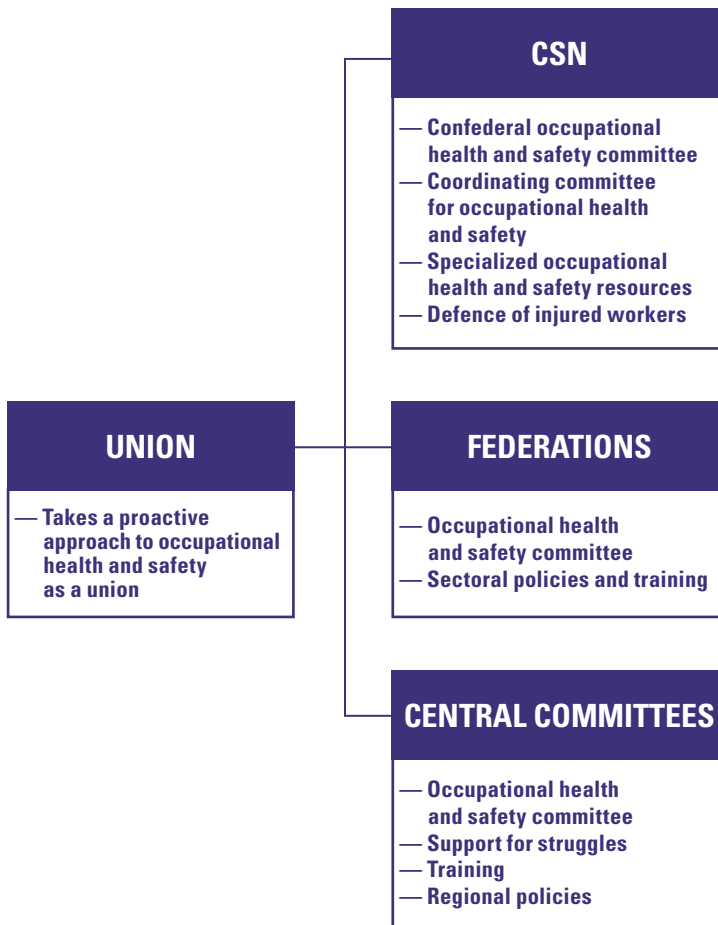 CSN
— Confederal occupational
health and safety committee
— Coordinating committee
for occupational health
and safety
— Specialized occupational
health and safety resources
— Defence of injured workers
UNION
— Takes a proactive
approach to occupational
health and safety
as a union
FEDERATIONS
— Occupational health
and safety committee
— Sectoral policies and training
CENTRAL COMMITTEES
— Occupational health
and safety committee
— Support for struggles
— Training
— Regional policies